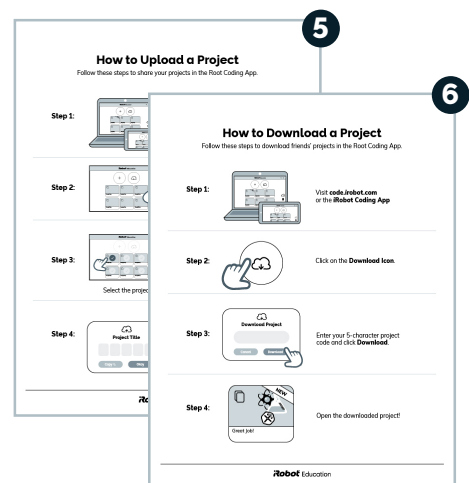 5
How to Upload a Project
Follow these steps to share your projects in the Root Coding App.
Step 1:
Step 2:
Step 3:
Select the projec
Step 4:
Project Title
6
How to Download a Project
Follow these steps to download friends' projects in the Root Coding App.
Step 1:
Visit code.irobot.com
or the iRobot Coding App
Step 2:
Click on the Download Icon.
Step 3:
Download Project
Cancel
Download
Enter your 5-character project
code and click Download.
Step 4:
NEW
Great Job!
Open the downloaded project!
iRobot Education